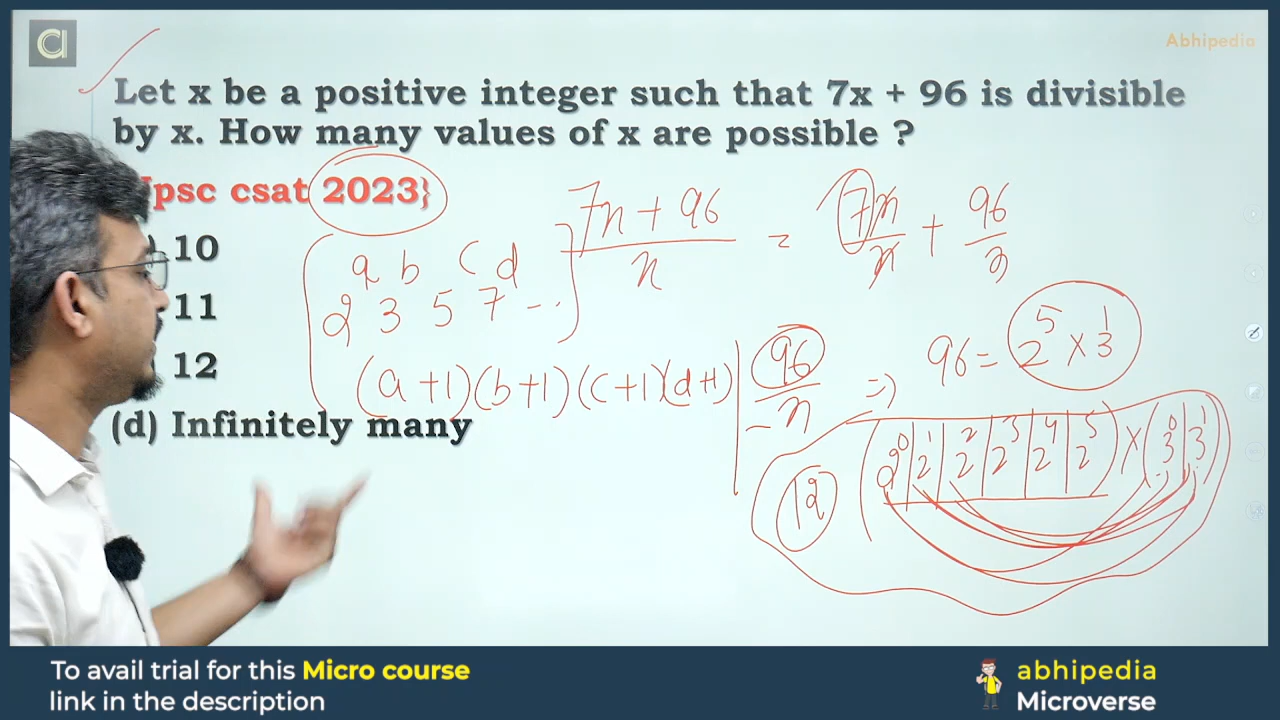 a
Abhipedia
Let x be a positive integer such that 7x + 96 is divisible
by x. How many values of x are possible ?
psc csat 2023}
) 10
11
12
(d) Infinitely many
7x + 96 / x = 7x/x + 96/x
a b c d
2 3 5 7 ...
(a+1)(b+1)(c+1)(d+1)
96/x ⇒ 96 = 2^5 × 3^1
12 (2^0 | 2^1 | 2^2 | 2^3 | 2^4 | 2^5) × (3^0 | 3^1)
To avail trial for this Micro course
link in the description
abhipedia
Microverse